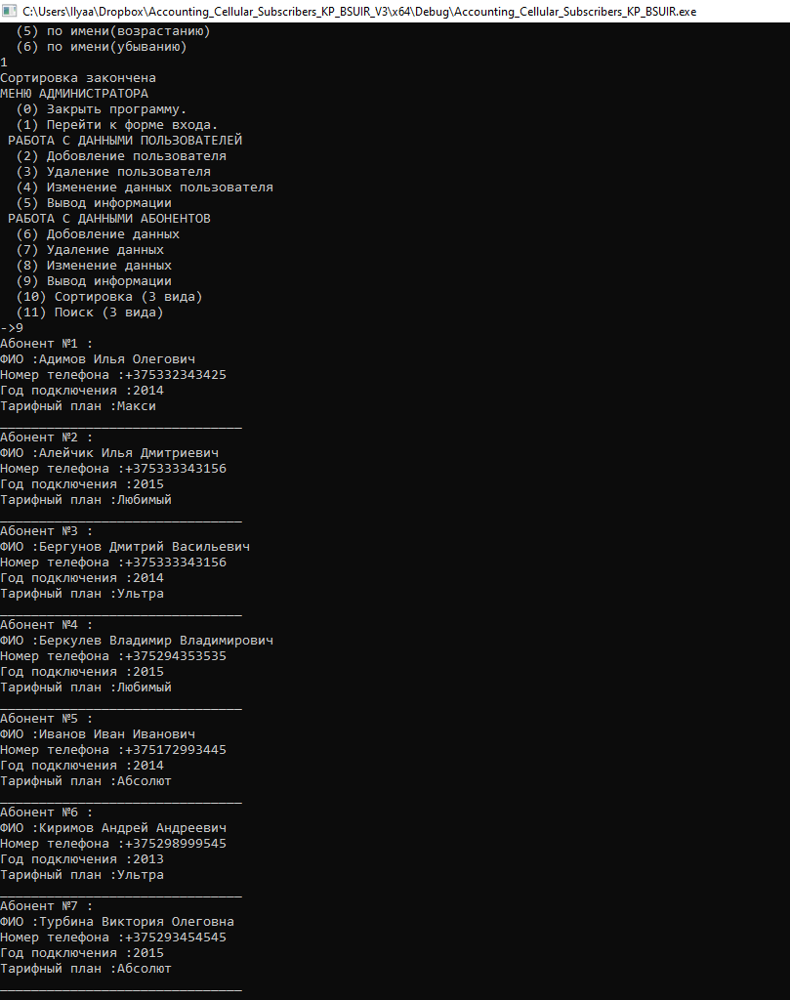 C:\Users\Ilyaa\Dropbox\Accounting_Cellular_Subscribers_KP_BSUIR_V3\x64\Debug\Accounting_Cellular_Subscribers_KP_BSUIR.exe
(5) по имени(возрастанию)
(6) по имени(убыванию)
1
Сортировка закончена
МЕНЮ АДМИНИСТРАТОРА
(0) Закрыть программу.
(1) Перейти к форме входа.
РАБОТА С ДАННЫМИ ПОЛЬЗОВАТЕЛЕЙ
(2) Добовление пользователя
(3) Удаление пользователя
(4) Изменение данных пользователя
(5) Вывод информации
РАБОТА С ДАННЫМИ АБОНЕНТОВ
(6) Добовление данных
(7) Удаление данных
(8) Изменение данных
(9) Вывод информации
(10) Сортировка (3 вида)
(11) Поиск (3 вида)
->9
Абонент №1 :
ФИО :Адимов Илья Олегович
Номер телефона :+375332343425
Год подключения :2014
Тарифный план :Макси
_______________________________
Абонент №2 :
ФИО :Алейчик Илья Дмитриевич
Номер телефона :+375333343156
Год подключения :2015
Тарифный план :Любимый
_______________________________
Абонент №3 :
ФИО :Бергунов Дмитрий Васильевич
Номер телефона :+375333343156
Год подключения :2014
Тарифный план :Ультра
_______________________________
Абонент №4 :
ФИО :Беркулев Владимир Владимирович
Номер телефона :+375294353535
Год подключения :2015
Тарифный план :Любимый
_______________________________
Абонент №5 :
ФИО :Иванов Иван Иванович
Номер телефона :+375172993445
Год подключения :2014
Тарифный план :Абсолют
_______________________________
Абонент №6 :
ФИО :Киримов Андрей Андреевич
Номер телефона :+375298999545
Год подключения :2013
Тарифный план :Ультра
_______________________________
Абонент №7 :
ФИО :Турбина Виктория Олеговна
Номер телефона :+375293454545
Год подключения :2015
Тарифный план :Абсолют
_______________________________